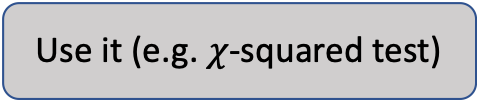 Use it (e.g. 𝜒-squared test)